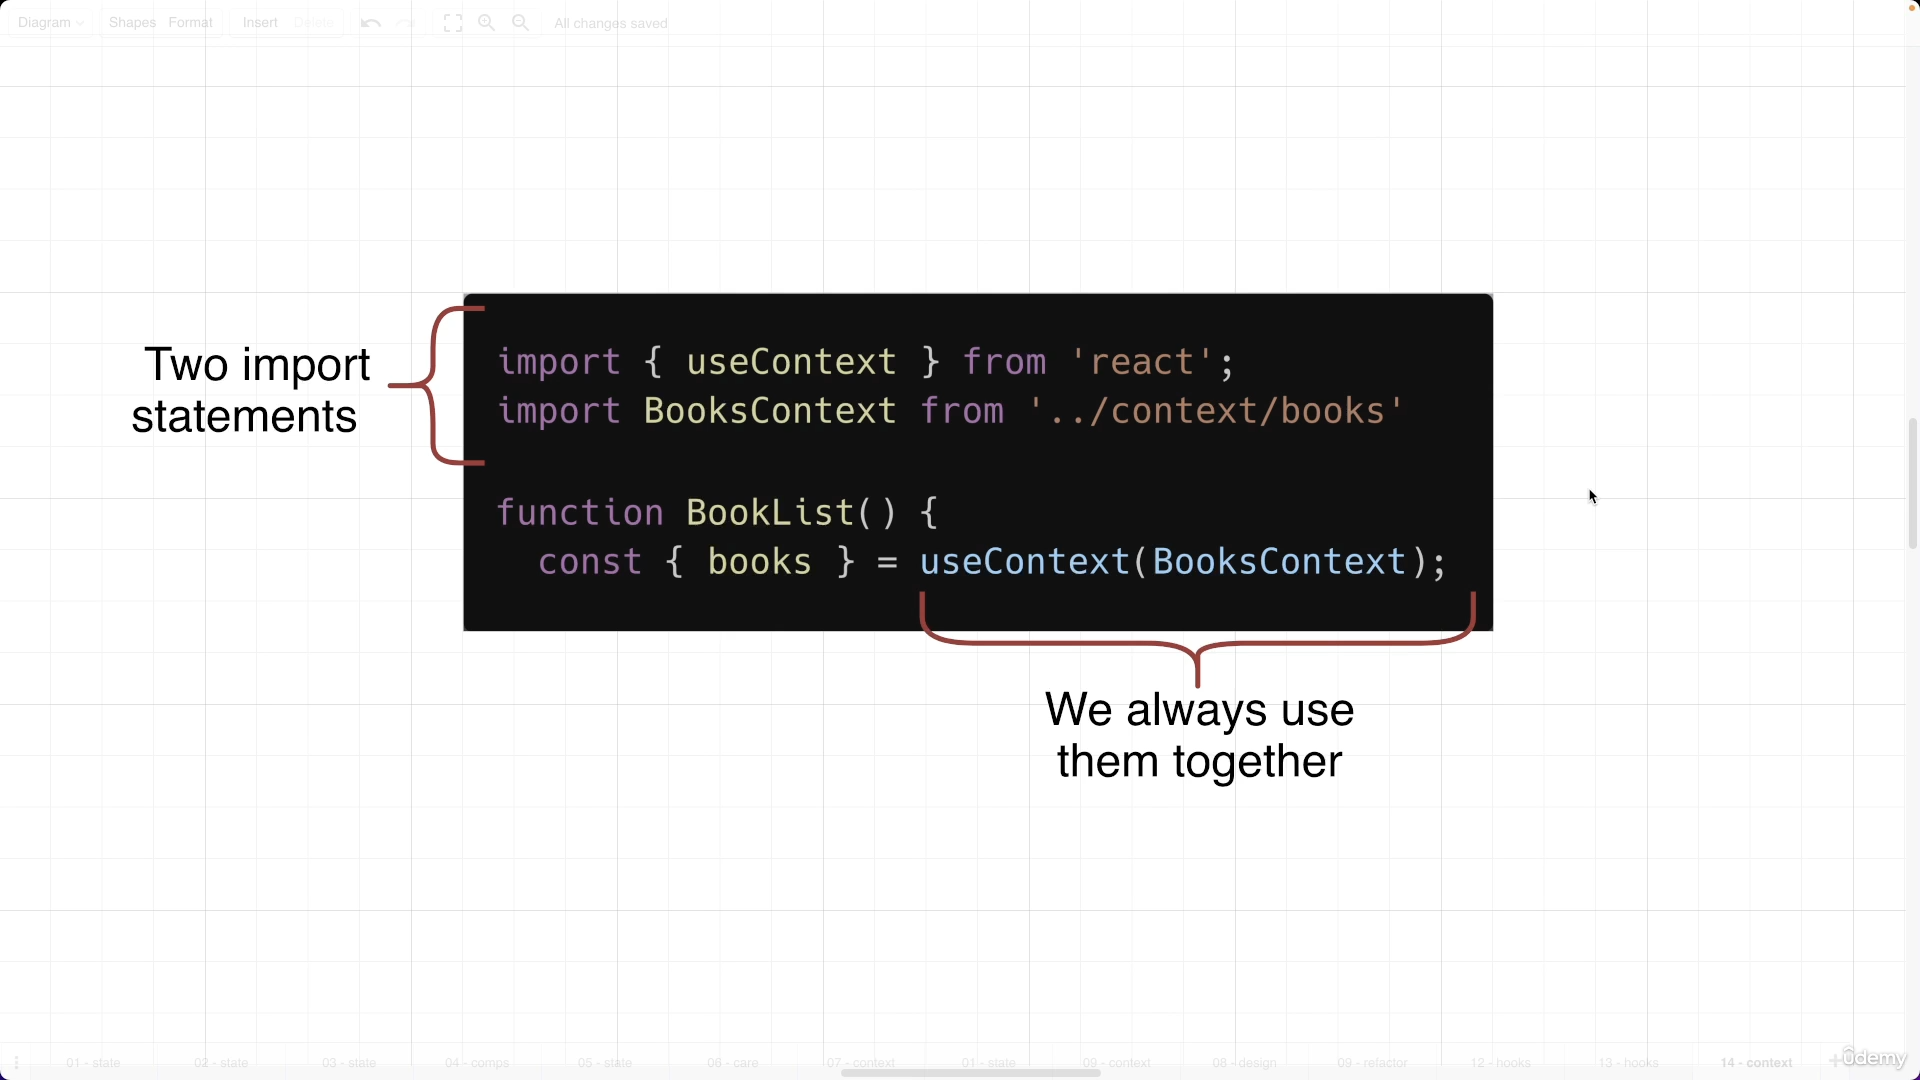 Diagram Shapes Format Insert Delete All changes saved
Two import
statements
import { useContext } from 'react';
import BooksContext from '../context/books'
function BookList() {
const { books } = useContext(BooksContext);
We always use
them together
01 - state 02 - state 03 - state 04 - comps 05 - state 06 - care 07 - context 01 - state 09 - context 08 - design 09 - refactor 12 - hooks 13 - hooks 14 - context
ûdemy